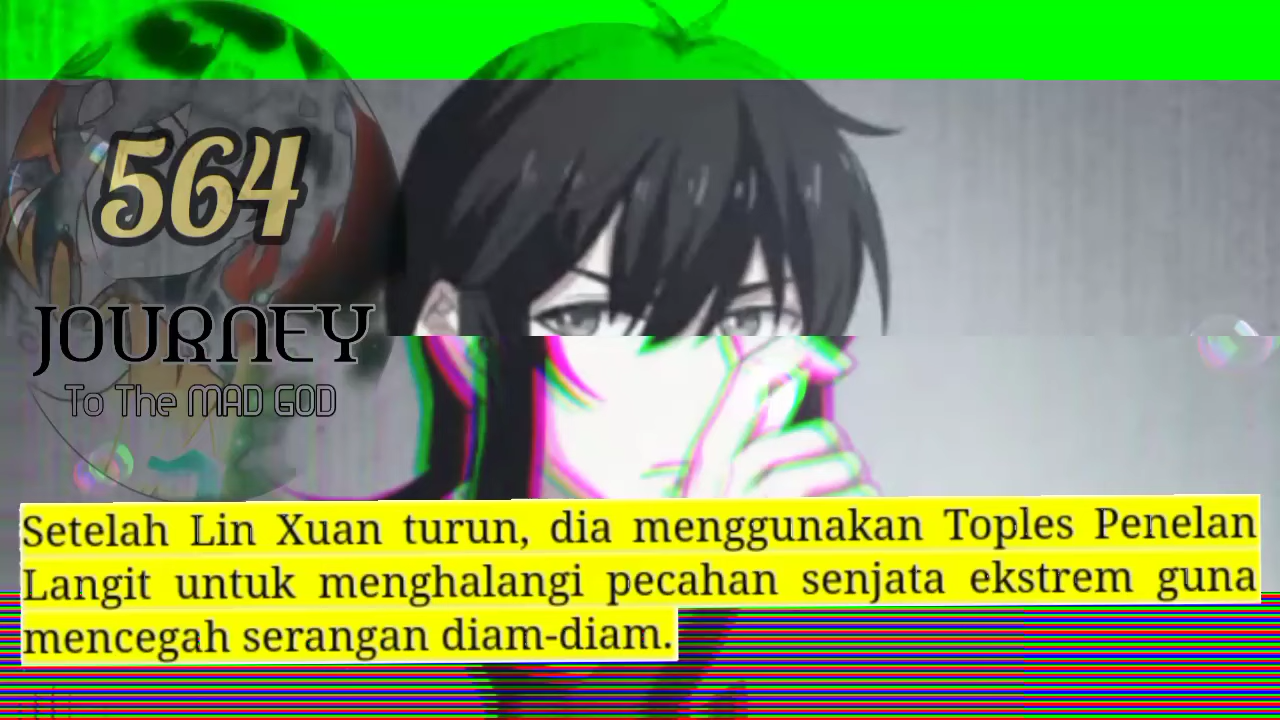 564
JOURNEY
To The MAD GOD
Setelah Lin Xuan turun, dia menggunakan Toples Penelan
Langit untuk menghalangi pecahan senjata ekstrem guna
mencegah serangan diam-diam.